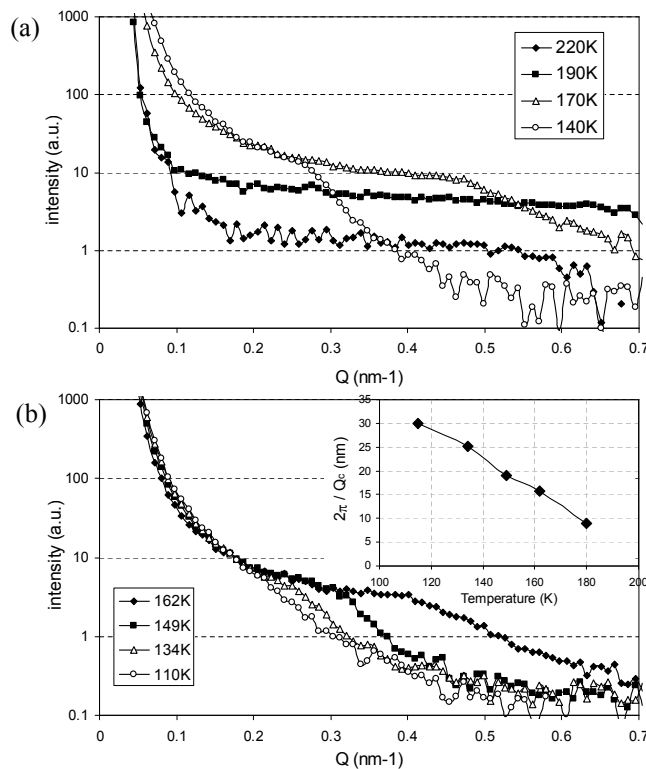 (a)
1000
100
10
1
0.1
intensity (a.u.)
220K
190K
170K
140K
0 0.1 0.2 0.3 0.4 0.5 0.6 0.7
Q (nm-1)
(b)
1000
100
10
1
0.1
intensity (a.u.)
162K
149K
134K
110K
35
30
25
20
15
10
5
0
2π / Qc (nm)
100 120 140 160 180 200
Temperature (K)
0 0.1 0.2 0.3 0.4 0.5 0.6 0.7
Q (nm-1)